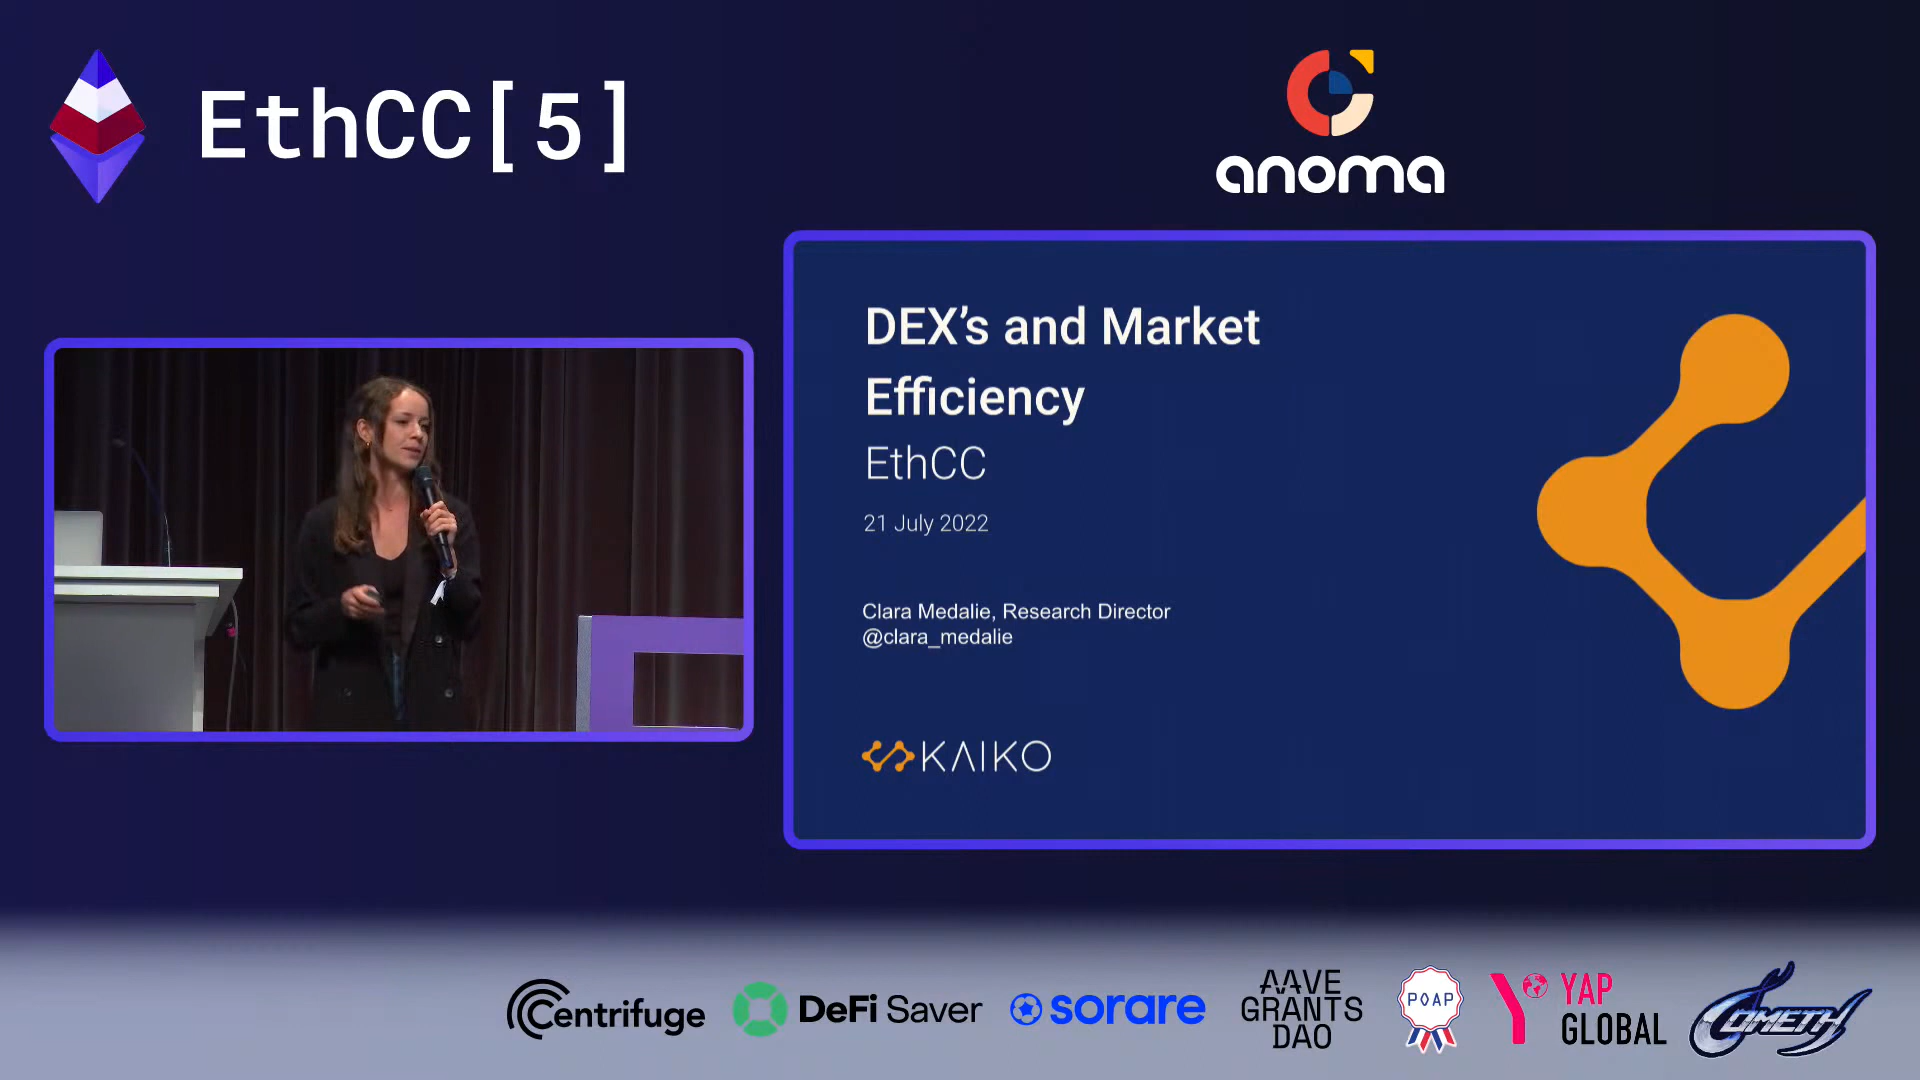 EthCC[5]
anoma
DEX’s and Market
Efficiency
EthCC
21 July 2022
Clara Medalie, Research Director
@clara_medalie
KAIKO
Centrifuge
DeFi Saver
sorare
AAVE
GRANTS
DAO
POAP
YAP
GLOBAL
COMETH